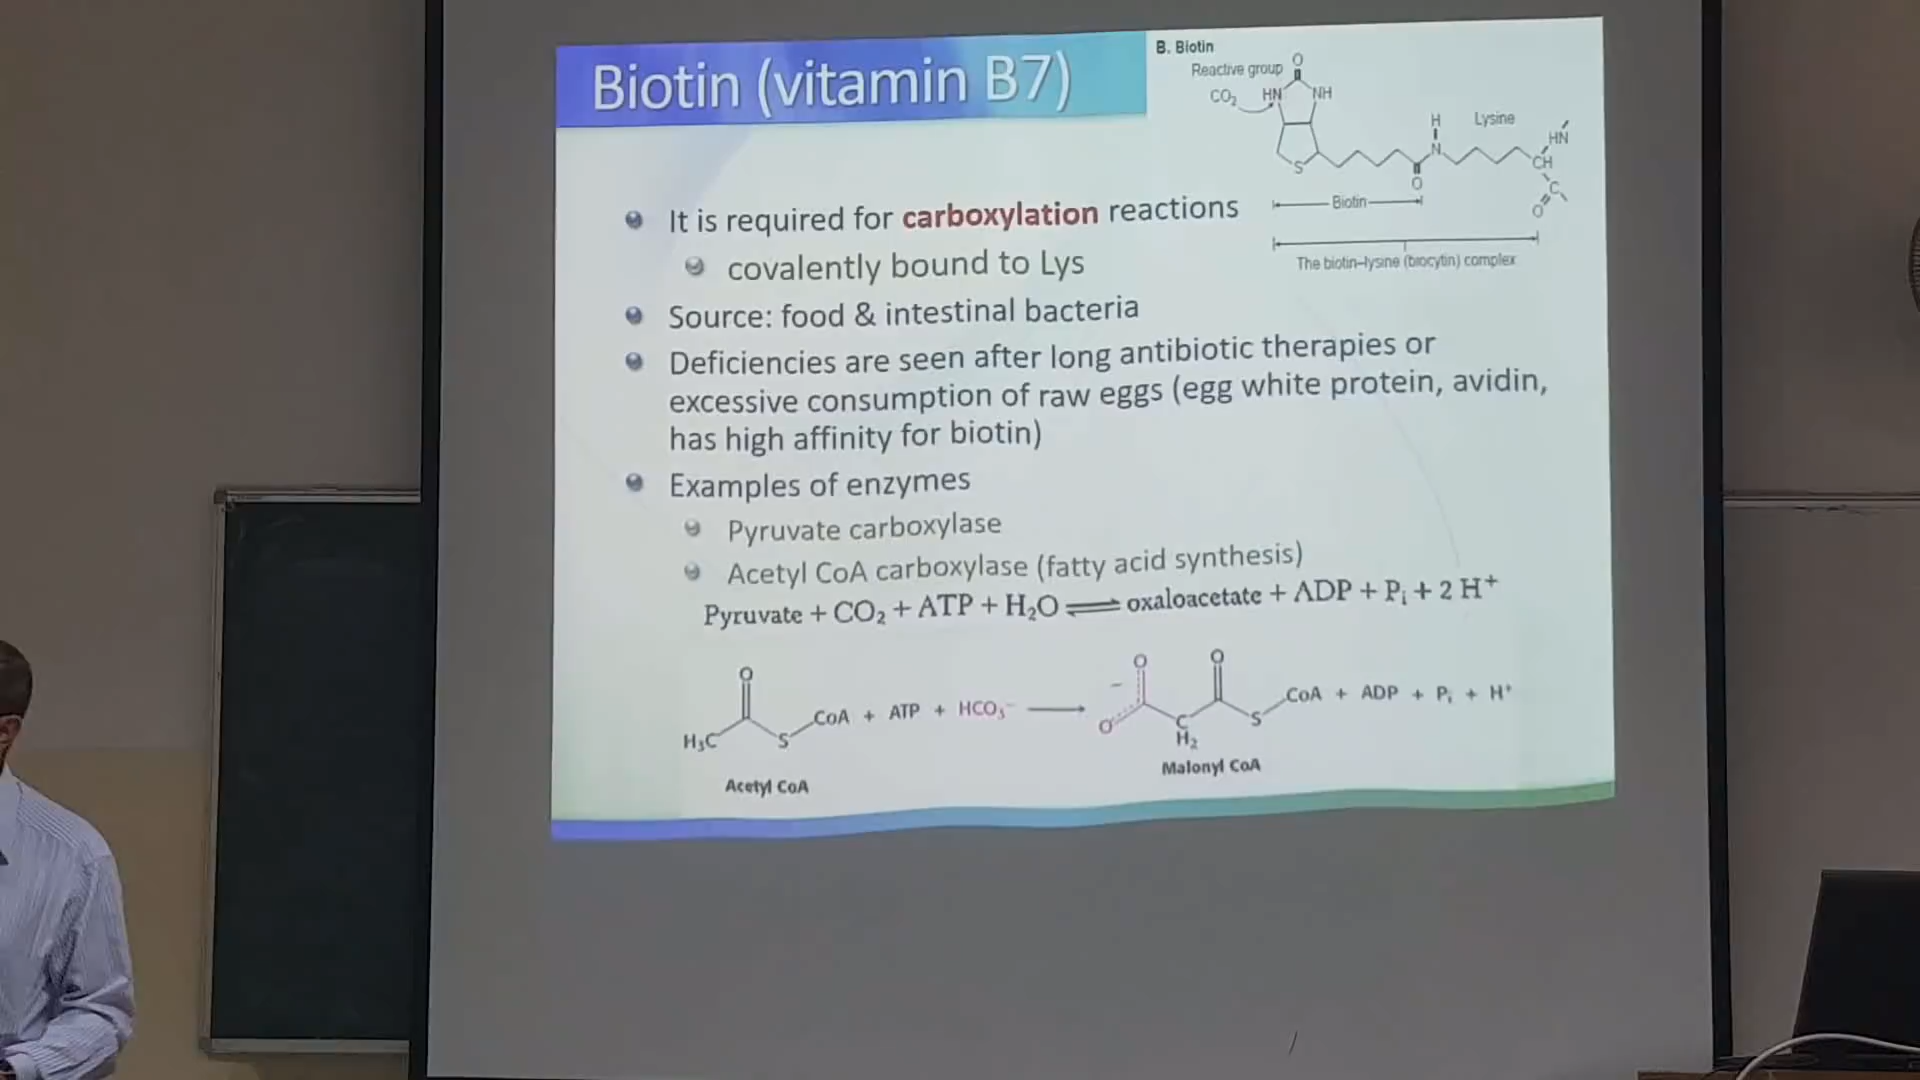 Biotin (vitamin B7)
B. Biotin
Reactive group
O
CO₂ HN NH
H Lysine
HN
N CH
S
O C
O
Biotin
The biotin–lysine (biocytin) complex
It is required for carboxylation reactions
covalently bound to Lys
Source: food & intestinal bacteria
Deficiencies are seen after long antibiotic therapies or
excessive consumption of raw eggs (egg white protein, avidin,
has high affinity for biotin)
Examples of enzymes
Pyruvate carboxylase
Acetyl CoA carboxylase (fatty acid synthesis)
Pyruvate + CO₂ + ATP + H₂O ⇌ oxaloacetate + ADP + Pᵢ + 2 H⁺
O O O
H₃C S CoA + ATP + HCO₃⁻ → O⁻ C H₂ S CoA + ADP + Pᵢ + H⁺
Acetyl CoA Malonyl CoA